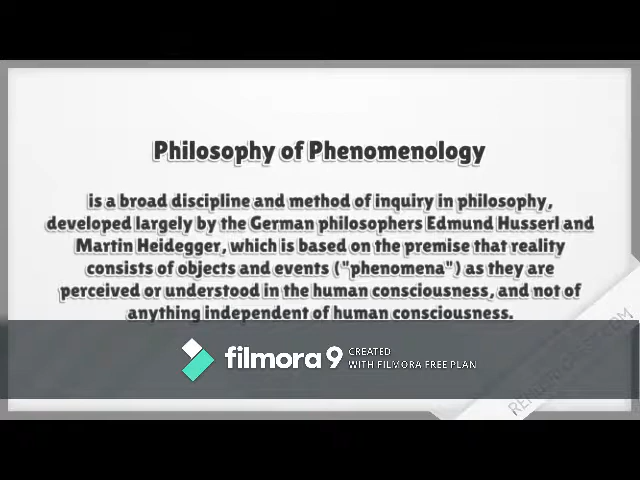 Philosophy of Phenomenology
is a broad discipline and method of inquiry in philosophy,
developed largely by the German philosophers Edmund Husserl and
Martin Heidegger, which is based on the premise that reality
consists of objects and events ("phenomena") as they are
perceived or understood in the human consciousness, and not of
anything independent of human consciousness.
filmora 9 CREATED
WITH FILMORA FREE PLAN